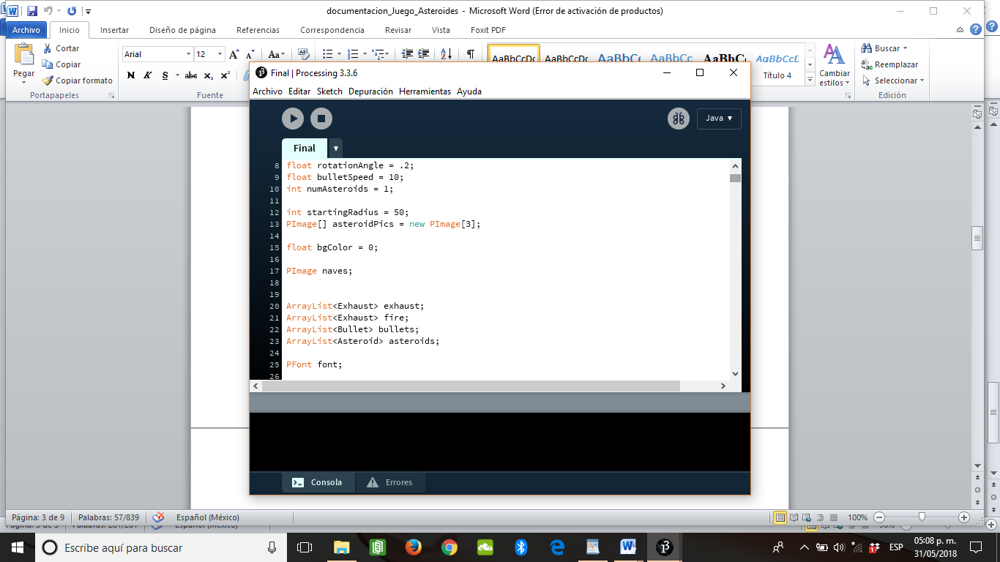 documentacion_Juego_Asteroides - Microsoft Word (Error de activación de productos)
Archivo Inicio Insertar Diseño de página Referencias Correspondencia Revisar Vista Foxit PDF
Pegar
Cortar
Copiar
Copiar formato
Portapapeles
Arial 12 A A Aa
N K S abc x₂ x²
Fuente
AaBbCcDc AaBbCcDc AaBbC AaBbCc AaBbC AaBbCcL
Título 4
Cambiar
estilos
Buscar
Reemplazar
Seleccionar
Edición
Final | Processing 3.3.6
Archivo Editar Sketch Depuración Herramientas Ayuda
Java ▼
Final ▼
8 float rotationAngle = .2;
9 float bulletSpeed = 10;
10 int numAsteroids = 1;
11
12 int startingRadius = 50;
13 PImage[] asteroidPics = new PImage[3];
14
15 float bgColor = 0;
16
17 PImage naves;
18
19
20 ArrayList<Exhaust> exhaust;
21 ArrayList<Exhaust> fire;
22 ArrayList<Bullet> bullets;
23 ArrayList<Asteroid> asteroids;
24
25 PFont font;
26
Consola Errores
Página: 3 de 9 Palabras: 57/839 Español (México) 100%
Escribe aquí para buscar
ESP
05:08 p. m.
31/05/2018